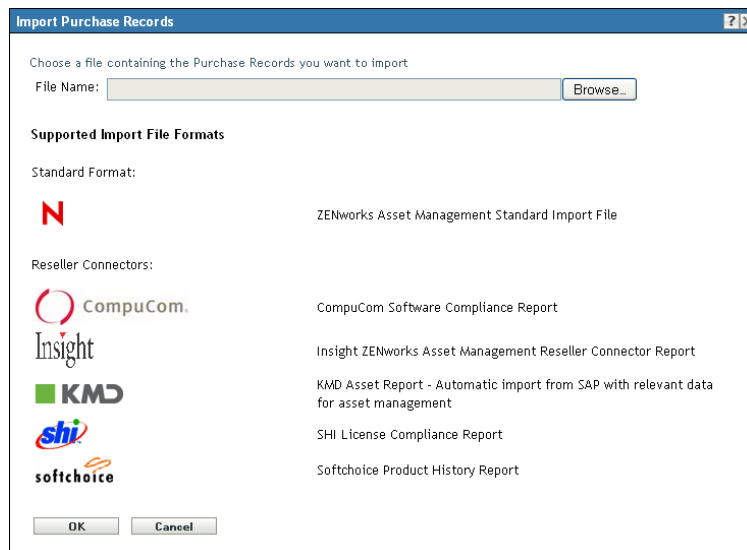 Import Purchase Records
?
Choose a file containing the Purchase Records you want to import
File Name:
Browse...
Supported Import File Formats
Standard Format:
N
ZENworks Asset Management Standard Import File
Reseller Connectors:
CompuCom.
CompuCom Software Compliance Report
Insight
Insight ZENworks Asset Management Reseller Connector Report
KMD
KMD Asset Report - Automatic import from SAP with relevant data
for asset management
shi
SHI License Compliance Report
softchoice
Softchoice Product History Report
OK
Cancel